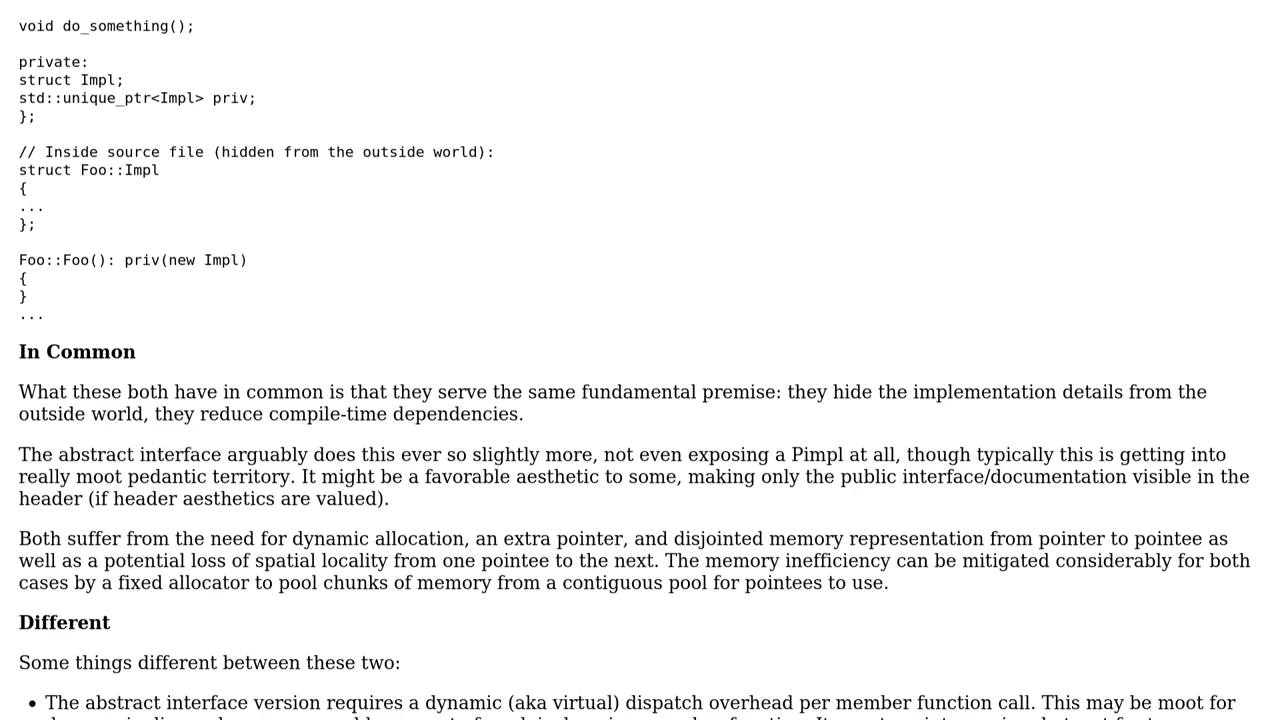 void do_something();
private:
struct Impl;
std::unique_ptr<Impl> priv;
};
// Inside source file (hidden from the outside world):
struct Foo::Impl
{
...
};
Foo::Foo(): priv(new Impl)
{
}
...
In Common
What these both have in common is that they serve the same fundamental premise: they hide the implementation details from the
outside world, they reduce compile-time dependencies.
The abstract interface arguably does this ever so slightly more, not even exposing a Pimpl at all, though typically this is getting into
really moot pedantic territory. It might be a favorable aesthetic to some, making only the public interface/documentation visible in the
header (if header aesthetics are valued).
Both suffer from the need for dynamic allocation, an extra pointer, and disjointed memory representation from pointer to pointee as
well as a potential loss of spatial locality from one pointee to the next. The memory inefficiency can be mitigated considerably for both
cases by a fixed allocator to pool chunks of memory from a contiguous pool for pointees to use.
Different
Some things different between these two:
• The abstract interface version requires a dynamic (aka virtual) dispatch overhead per member function call. This may be moot for